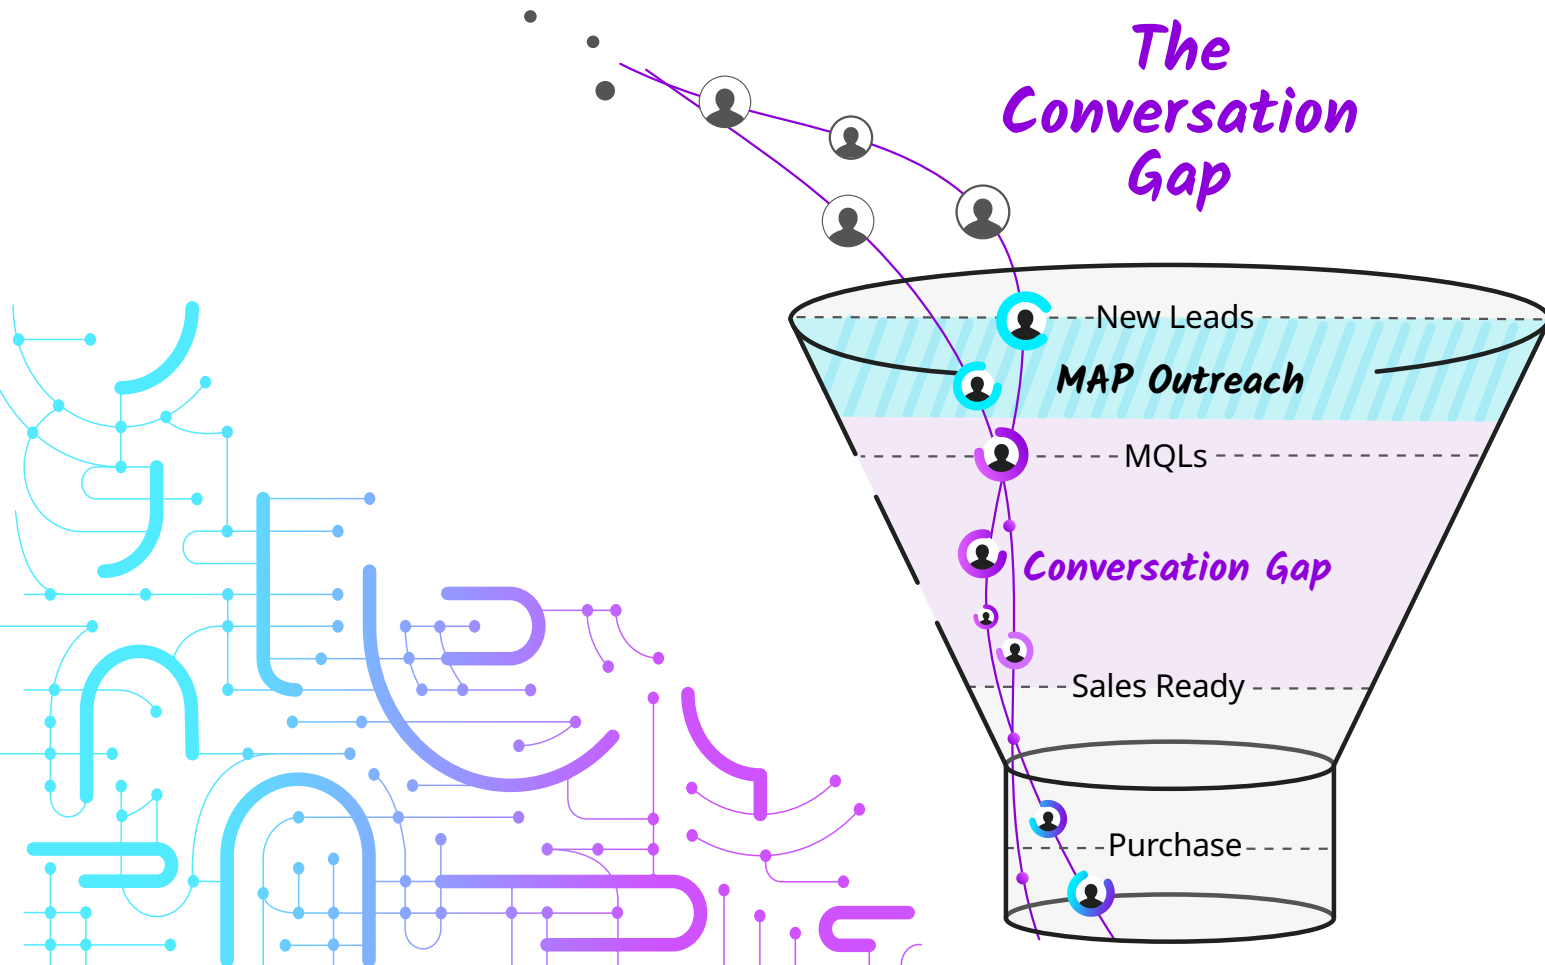 The
Conversation
Gap
New Leads
MAP Outreach
MQLs
Conversation Gap
Sales Ready
Purchase